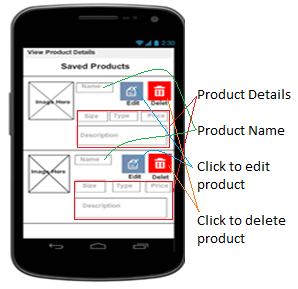 2:30
View Product Details
Saved Products
Name
Image Here
Edit
Delet
Size Type Price
Description
Name
Image Here
Edit
Delet
Size Type Price
Description
Product Details
Product Name
Click to edit
product
Click to delete
product